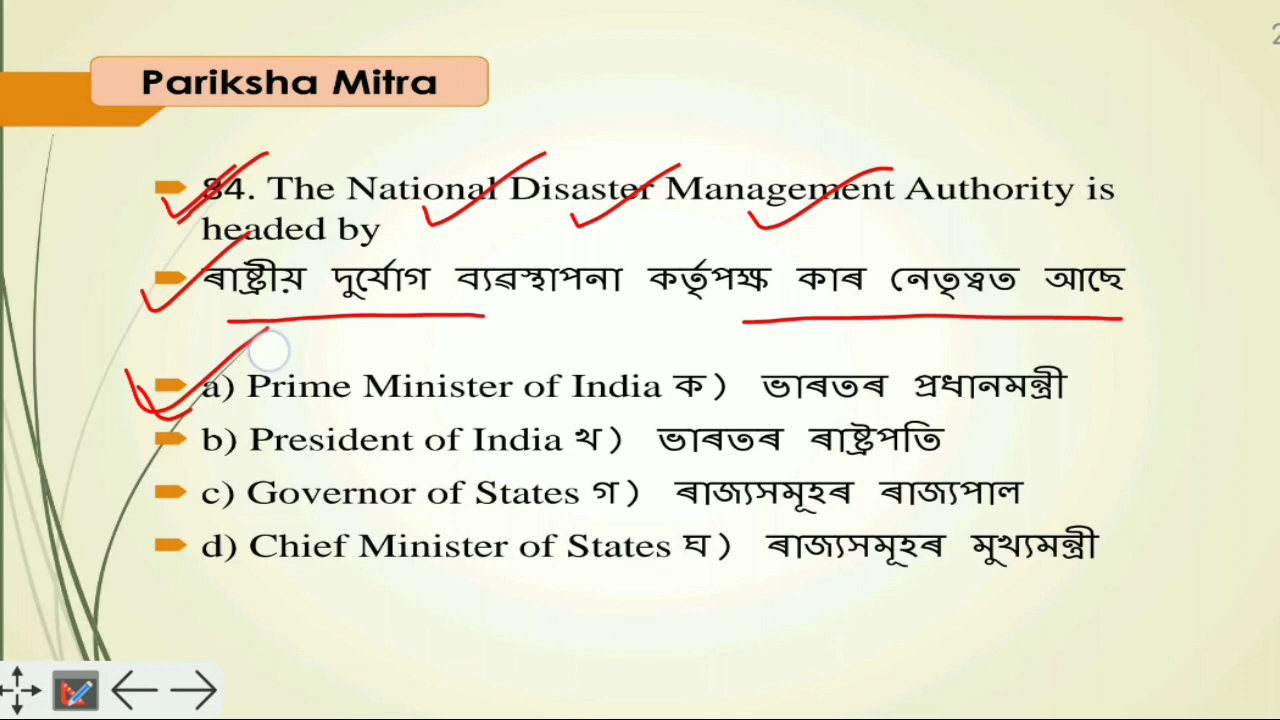 2
Pariksha Mitra
84. The National Disaster Management Authority is
headed by
ৰাষ্ট্ৰীয় দুৰ্যোগ ব্যৱস্থাপনা কৰ্তৃপক্ষ কাৰ নেতৃত্বত আছে
a) Prime Minister of India ক) ভাৰতৰ প্ৰধানমন্ত্ৰী
b) President of India খ) ভাৰতৰ ৰাষ্ট্ৰপতি
c) Governor of States গ) ৰাজ্যসমূহৰ ৰাজ্যপাল
d) Chief Minister of States ঘ) ৰাজ্যসমূহৰ মুখ্যমন্ত্ৰী